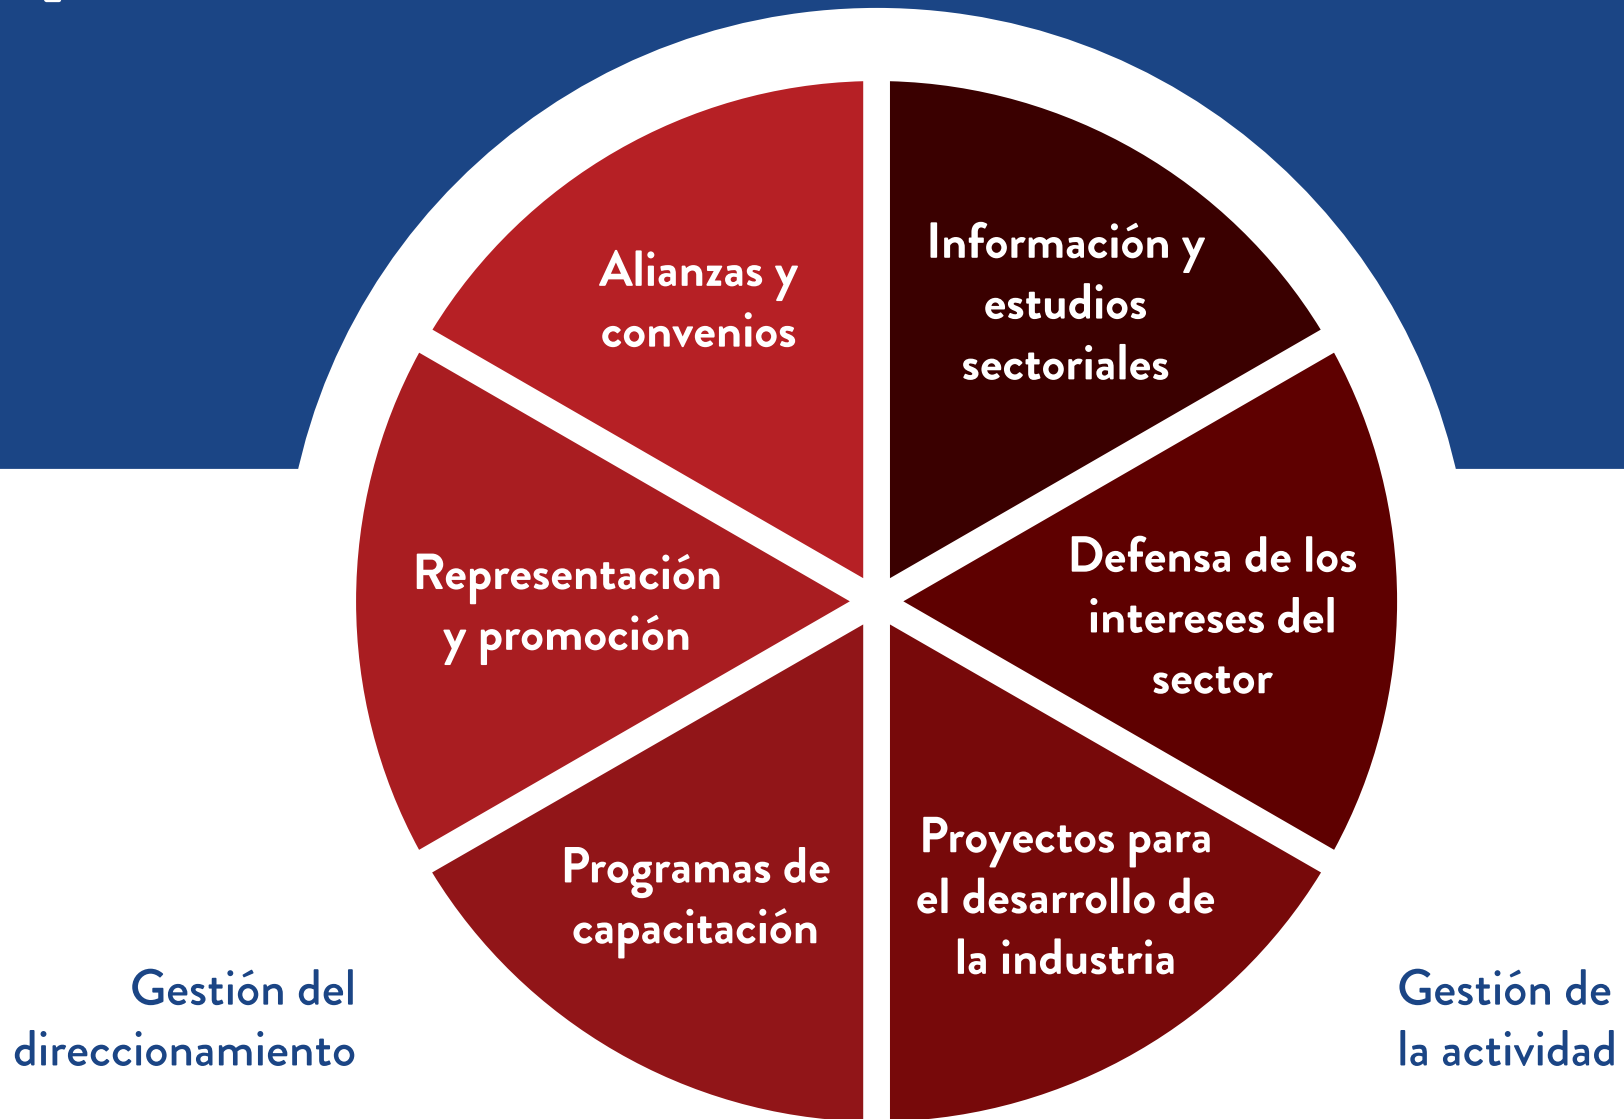 Alianzas y
convenios
Información y
estudios
sectoriales
Representación
y promoción
Defensa de los
intereses del
sector
Programas de
capacitación
Proyectos para
el desarrollo de
la industria
Gestión del
direccionamiento
Gestión de
la actividad